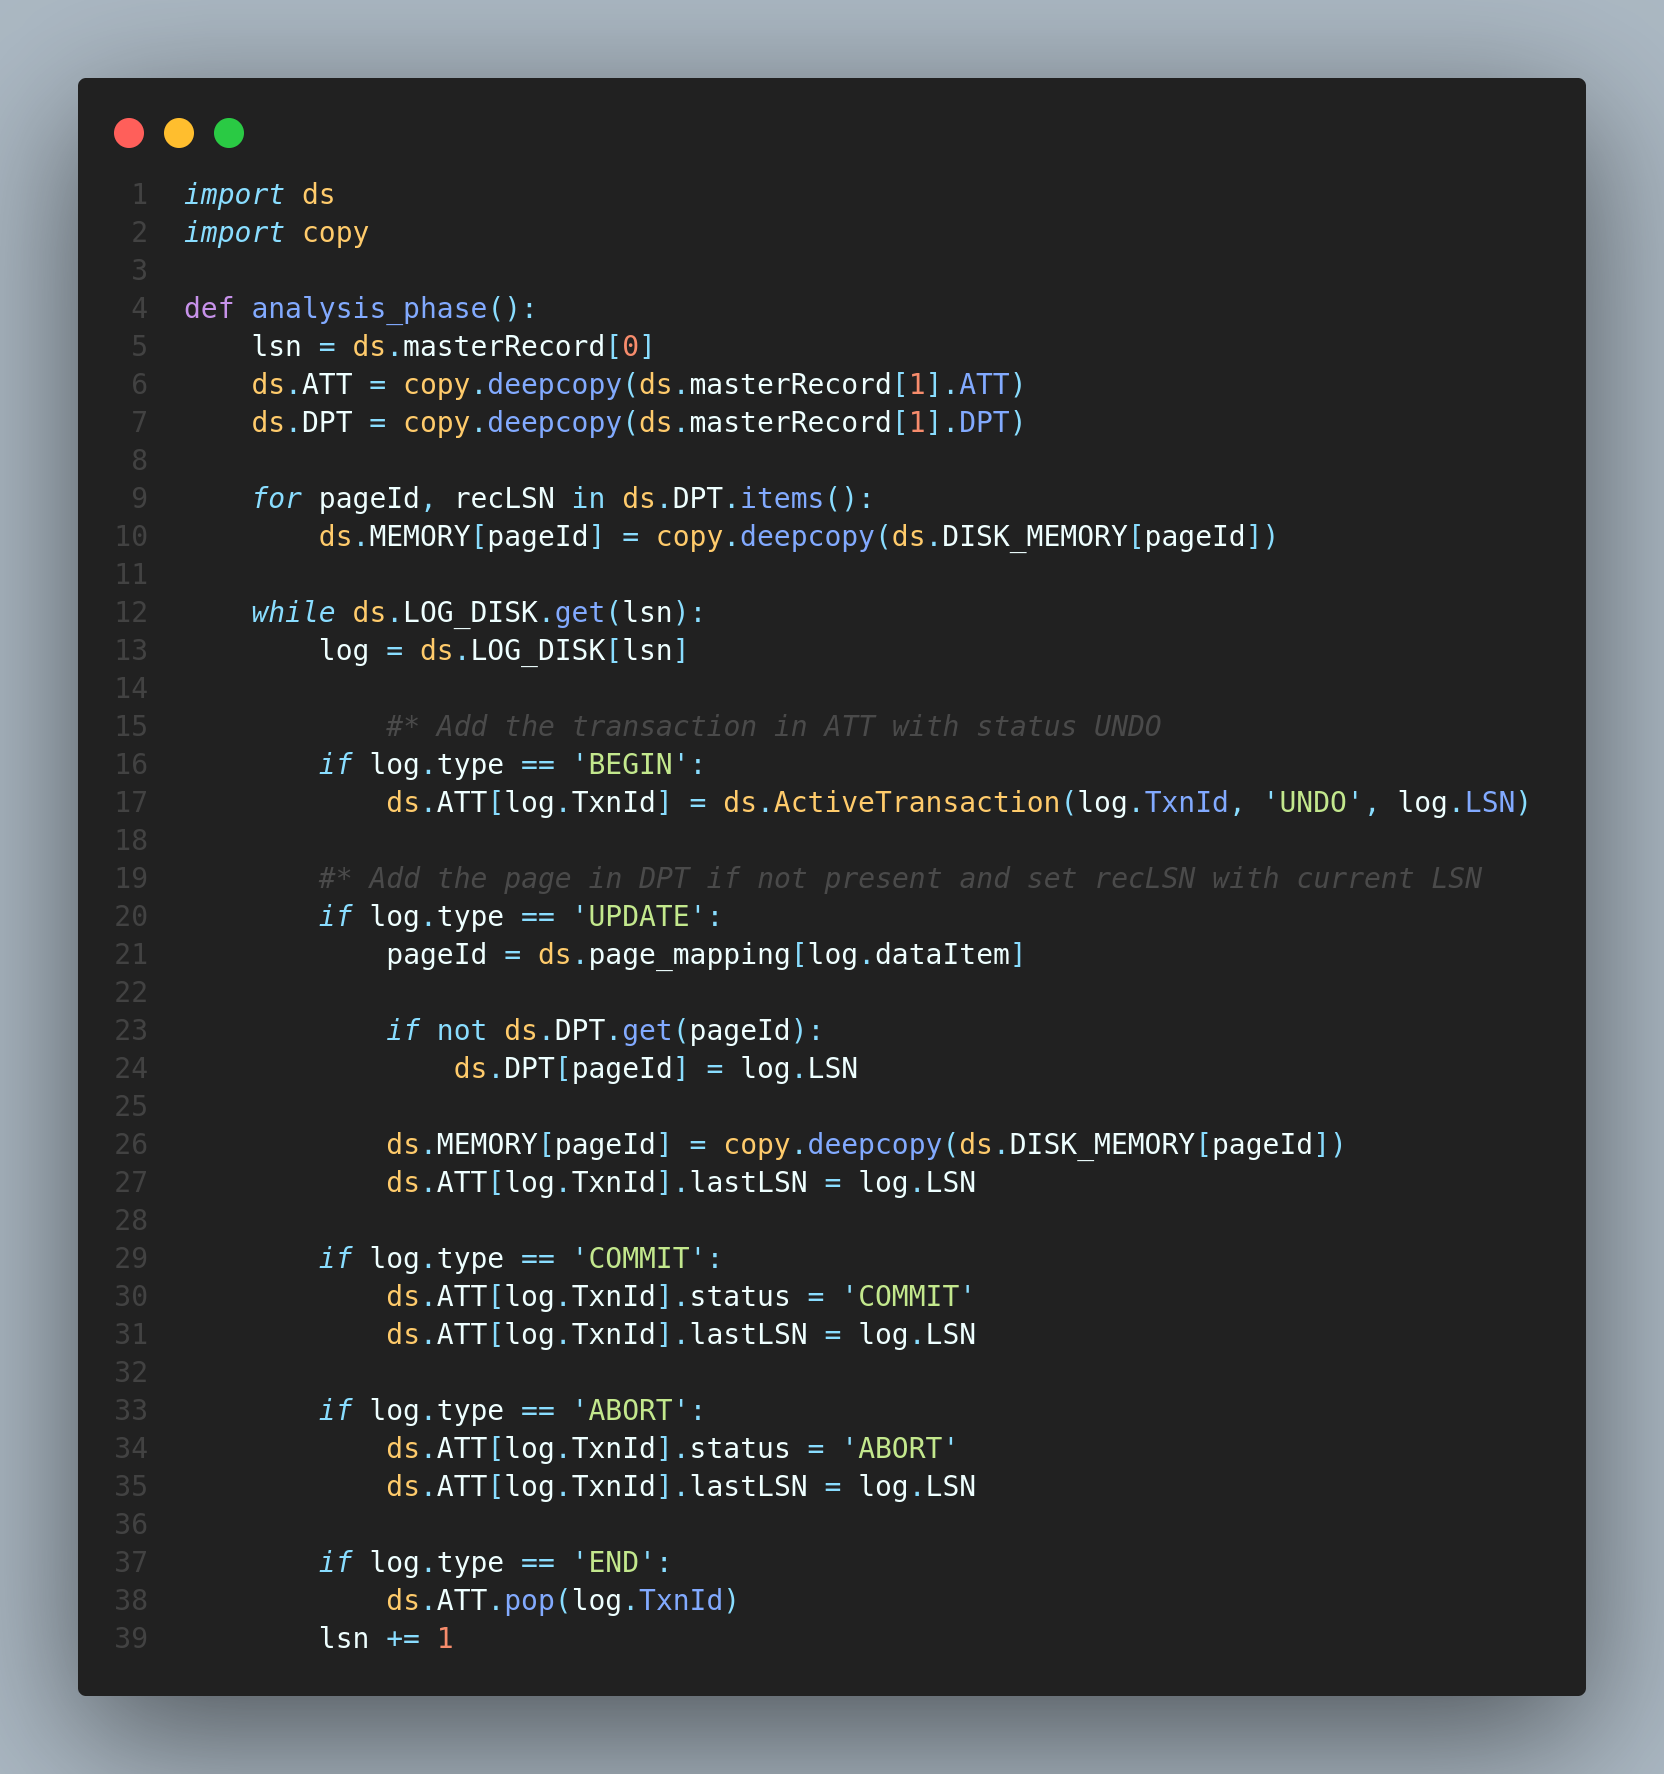 1 import ds
2 import copy
3
4 def analysis_phase():
5     lsn = ds.masterRecord[0]
6     ds.ATT = copy.deepcopy(ds.masterRecord[1].ATT)
7     ds.DPT = copy.deepcopy(ds.masterRecord[1].DPT)
8
9     for pageId, recLSN in ds.DPT.items():
10         ds.MEMORY[pageId] = copy.deepcopy(ds.DISK_MEMORY[pageId])
11
12     while ds.LOG_DISK.get(lsn):
13         log = ds.LOG_DISK[lsn]
14
15             #* Add the transaction in ATT with status UNDO
16         if log.type == 'BEGIN':
17             ds.ATT[log.TxnId] = ds.ActiveTransaction(log.TxnId, 'UNDO', log.LSN)
18
19         #* Add the page in DPT if not present and set recLSN with current LSN
20         if log.type == 'UPDATE':
21             pageId = ds.page_mapping[log.dataItem]
22
23             if not ds.DPT.get(pageId):
24                 ds.DPT[pageId] = log.LSN
25
26             ds.MEMORY[pageId] = copy.deepcopy(ds.DISK_MEMORY[pageId])
27             ds.ATT[log.TxnId].lastLSN = log.LSN
28
29         if log.type == 'COMMIT':
30             ds.ATT[log.TxnId].status = 'COMMIT'
31             ds.ATT[log.TxnId].lastLSN = log.LSN
32
33         if log.type == 'ABORT':
34             ds.ATT[log.TxnId].status = 'ABORT'
35             ds.ATT[log.TxnId].lastLSN = log.LSN
36
37         if log.type == 'END':
38             ds.ATT.pop(log.TxnId)
39         lsn += 1